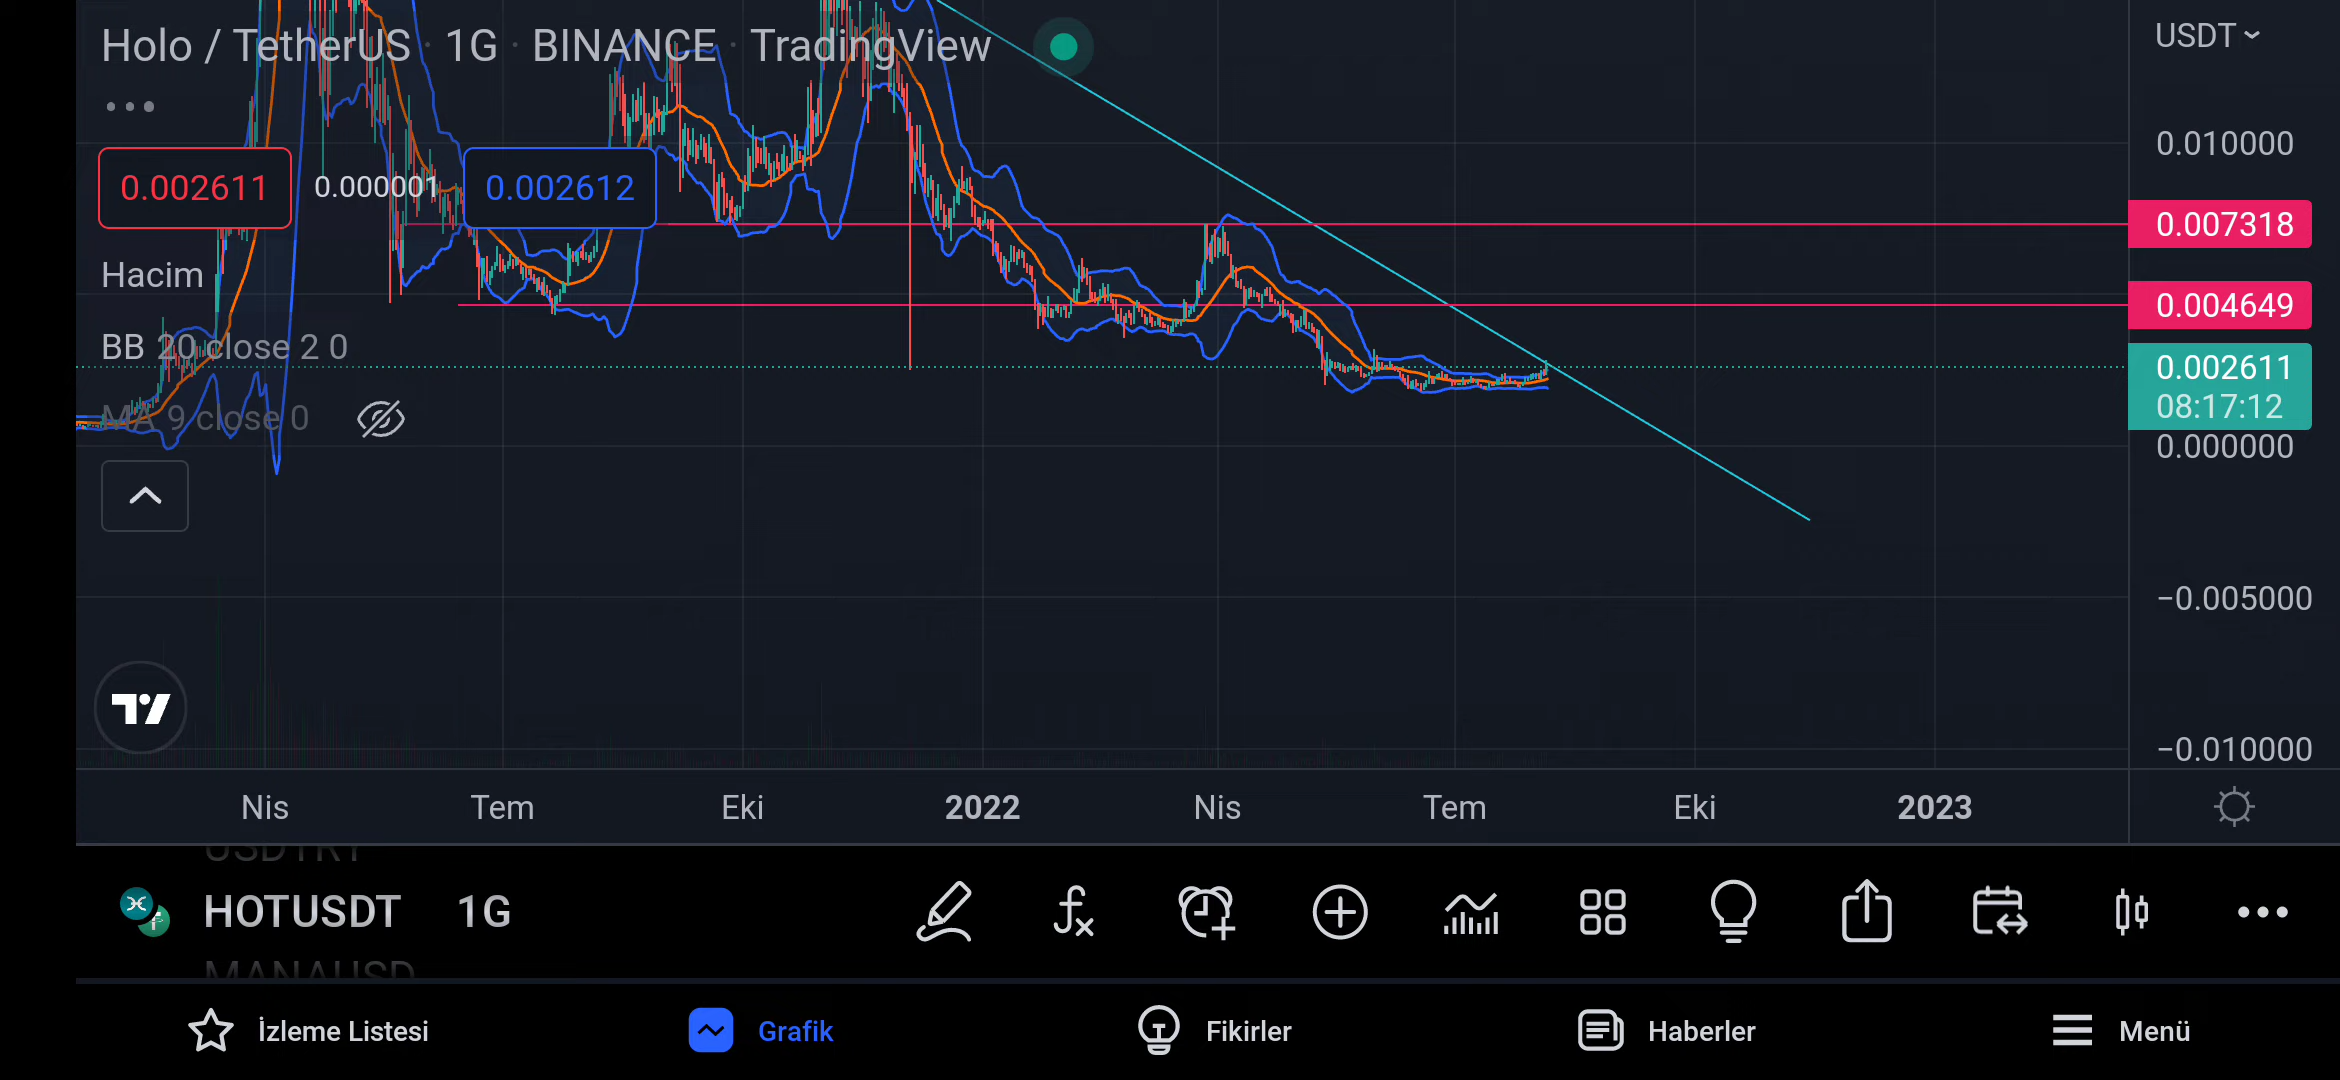 Holo / TetherUS · 1G · BINANCE · TradingView
USDT
0.002611 0.000001 0.002612
Hacim
BB 20 close 2 0
MA 9 close 0
0.010000
0.007318
0.004649
0.002611
08:17:12
0.000000
−0.005000
−0.010000
Nis Tem Eki 2022 Nis Tem Eki 2023
USDTRY
HOTUSDT 1G
MANAUSD
İzleme Listesi Grafik Fikirler Haberler Menü